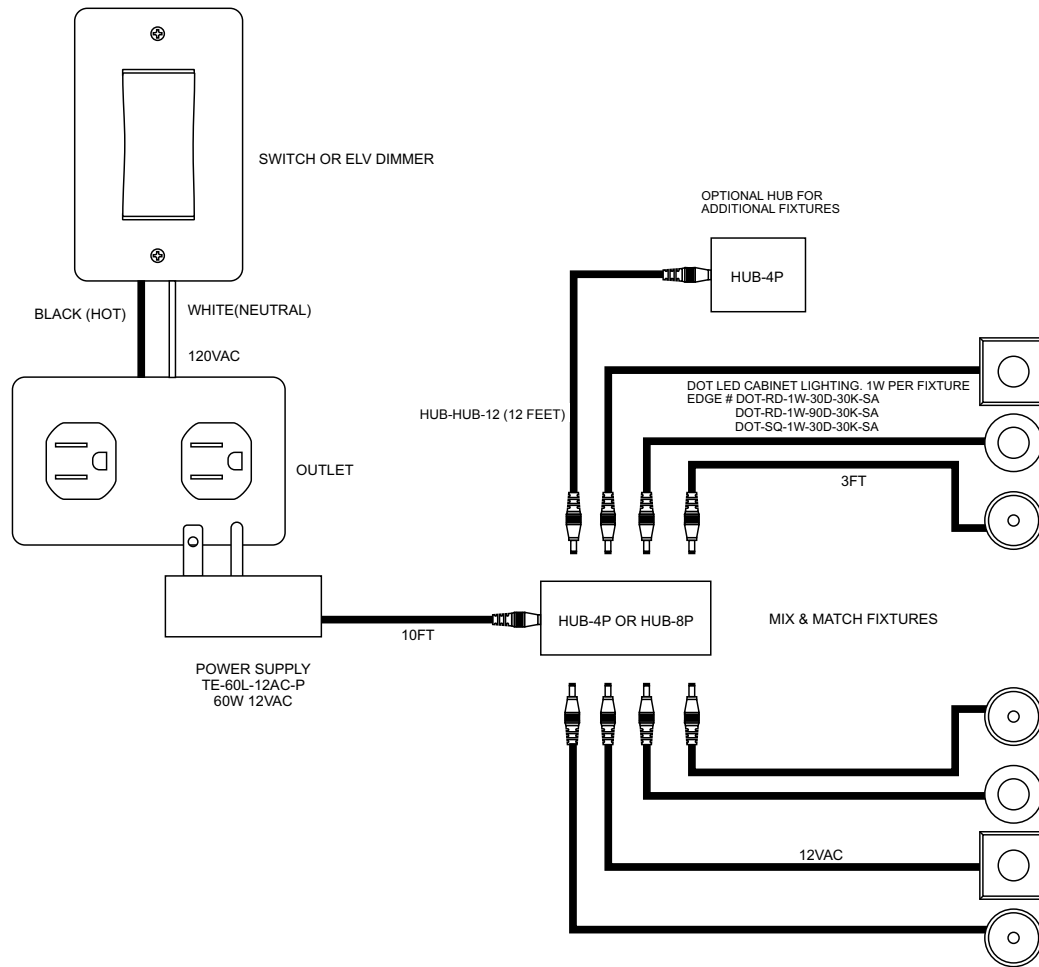 SWITCH OR ELV DIMMER
OPTIONAL HUB FOR
ADDITIONAL FIXTURES
HUB-4P
BLACK (HOT)
WHITE(NEUTRAL)
120VAC
DOT LED CABINET LIGHTING. 1W PER FIXTURE
EDGE # DOT-RD-1W-30D-30K-SA
DOT-RD-1W-90D-30K-SA
DOT-SQ-1W-30D-30K-SA
HUB-HUB-12 (12 FEET)
OUTLET
3FT
HUB-4P OR HUB-8P
MIX & MATCH FIXTURES
10FT
POWER SUPPLY
TE-60L-12AC-P
60W 12VAC
12VAC